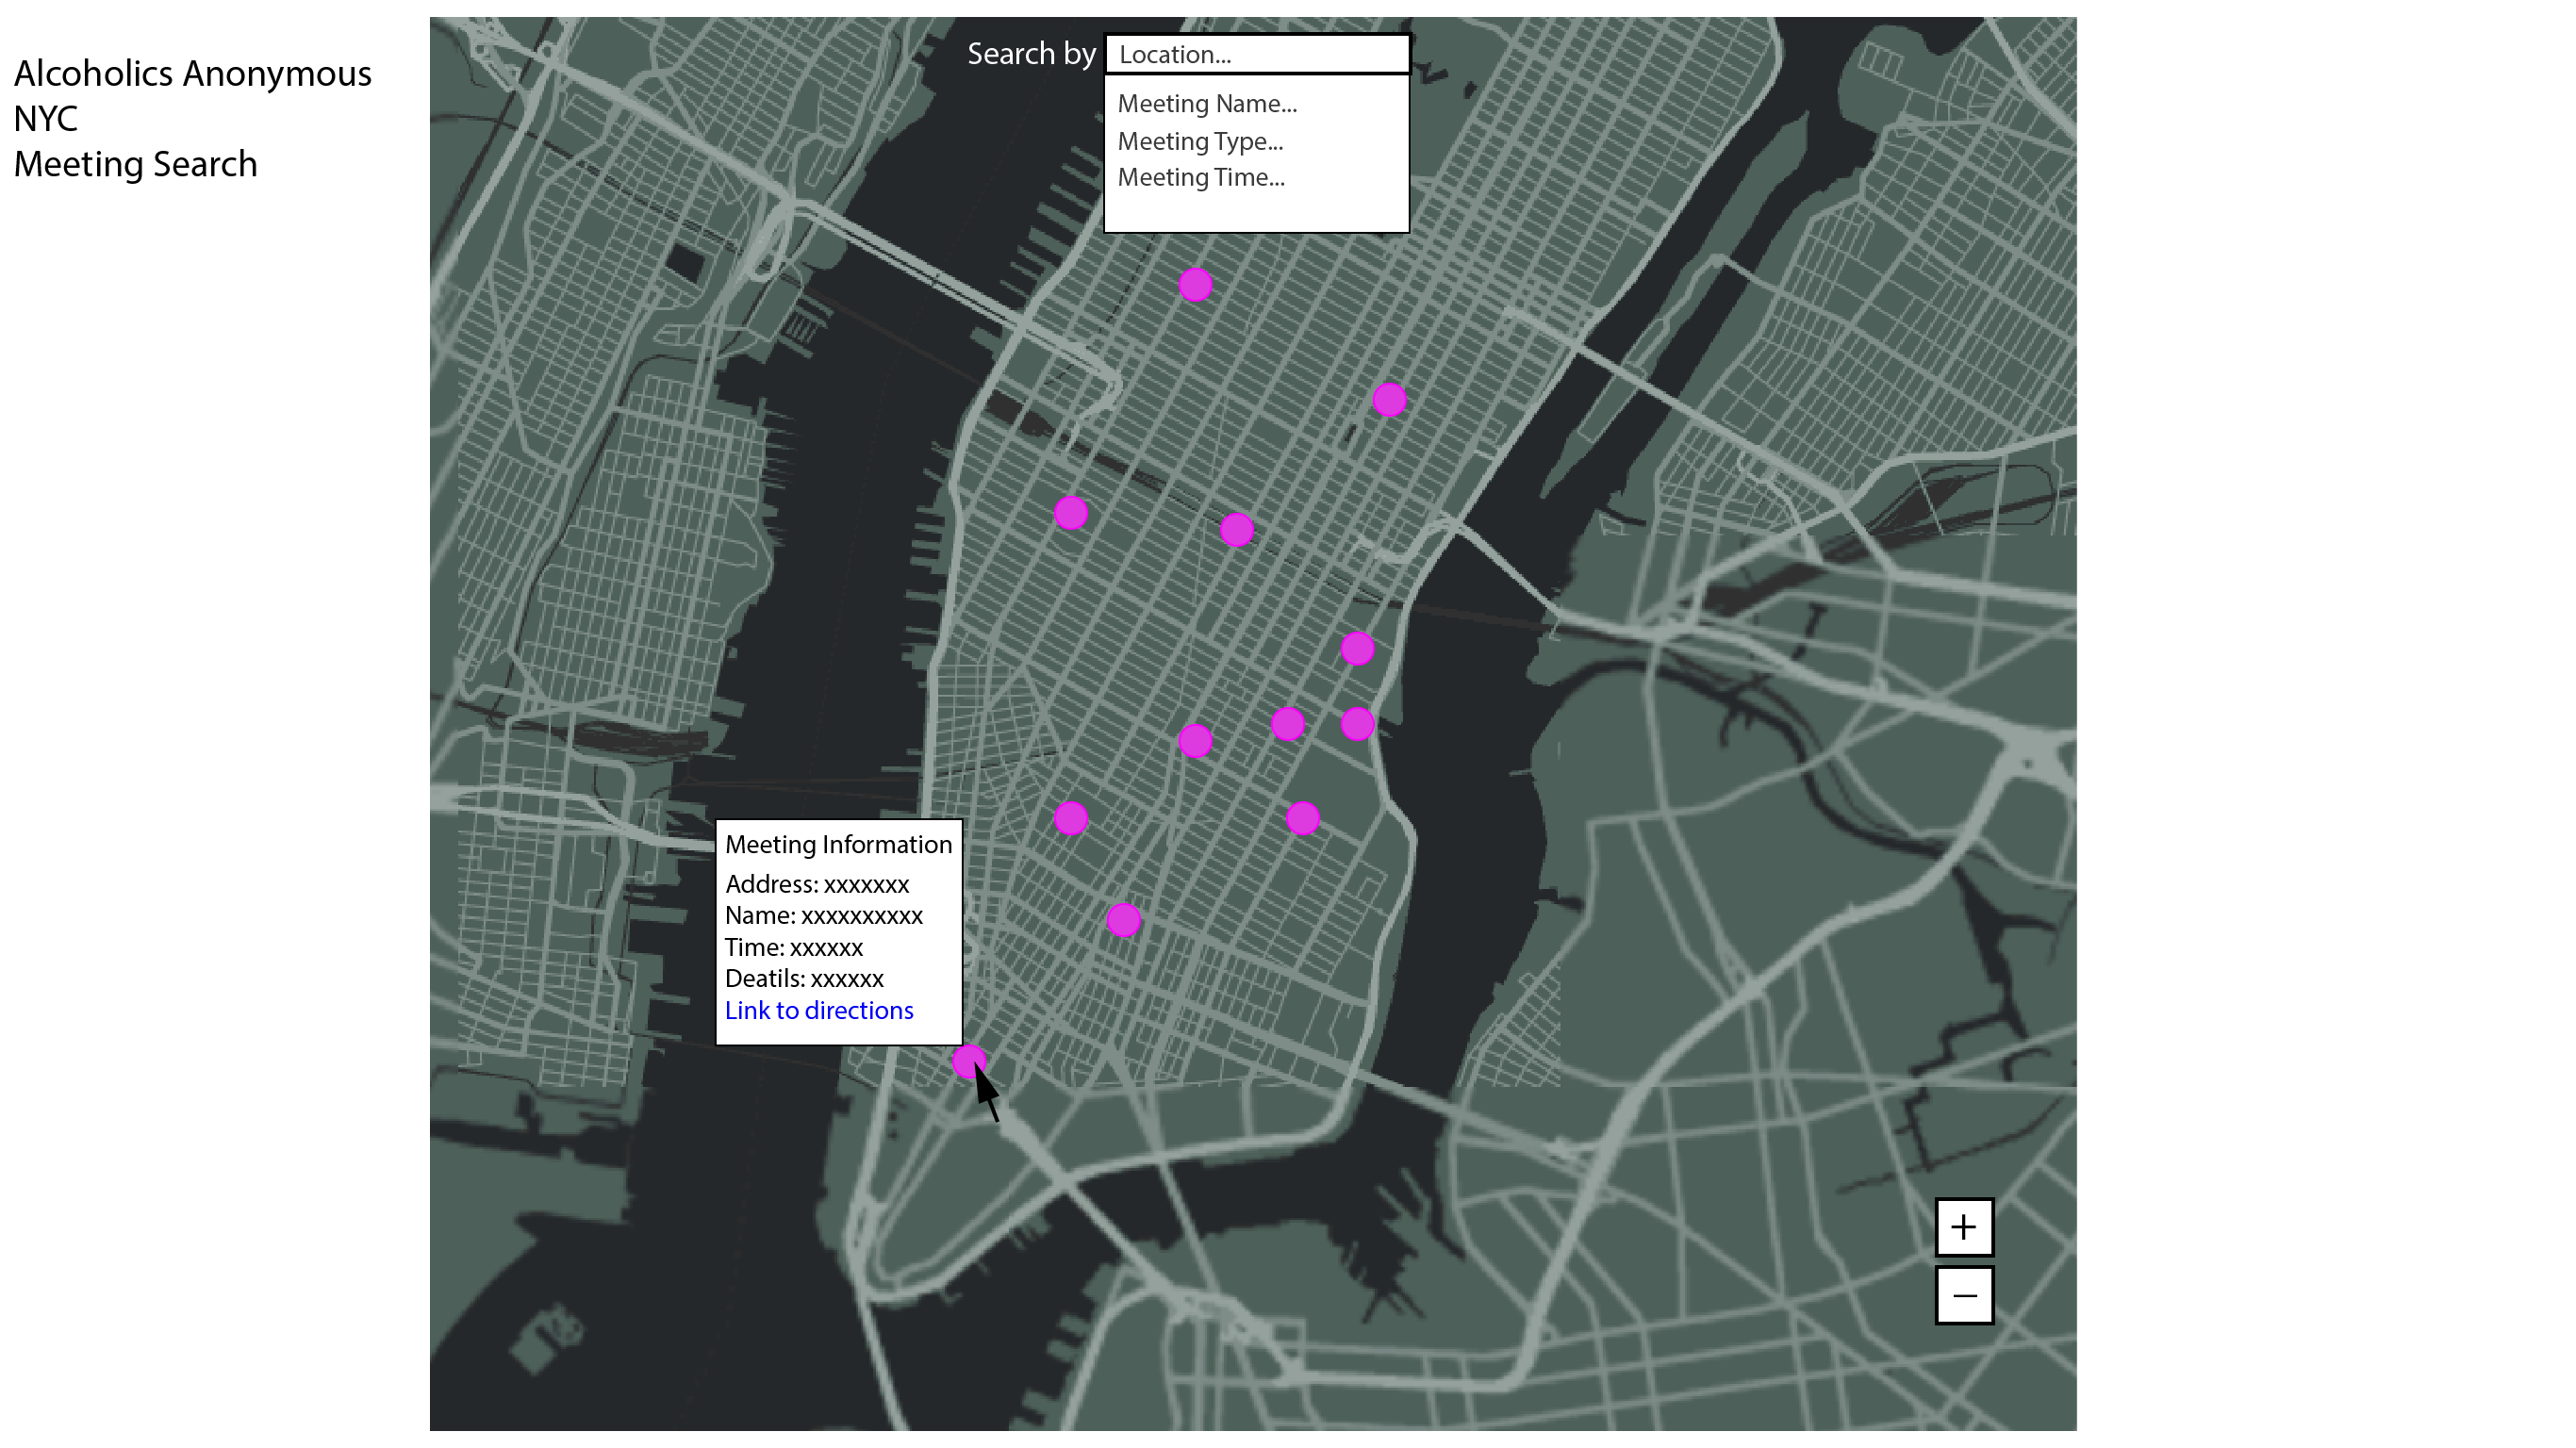 Alcoholics Anonymous
NYC
Meeting Search
Search by
Location...
Meeting Name...
Meeting Type...
Meeting Time...
Meeting Information
Address: xxxxxxx
Name: xxxxxxxxxx
Time: xxxxxx
Deatils: xxxxxx
Link to directions
+
−